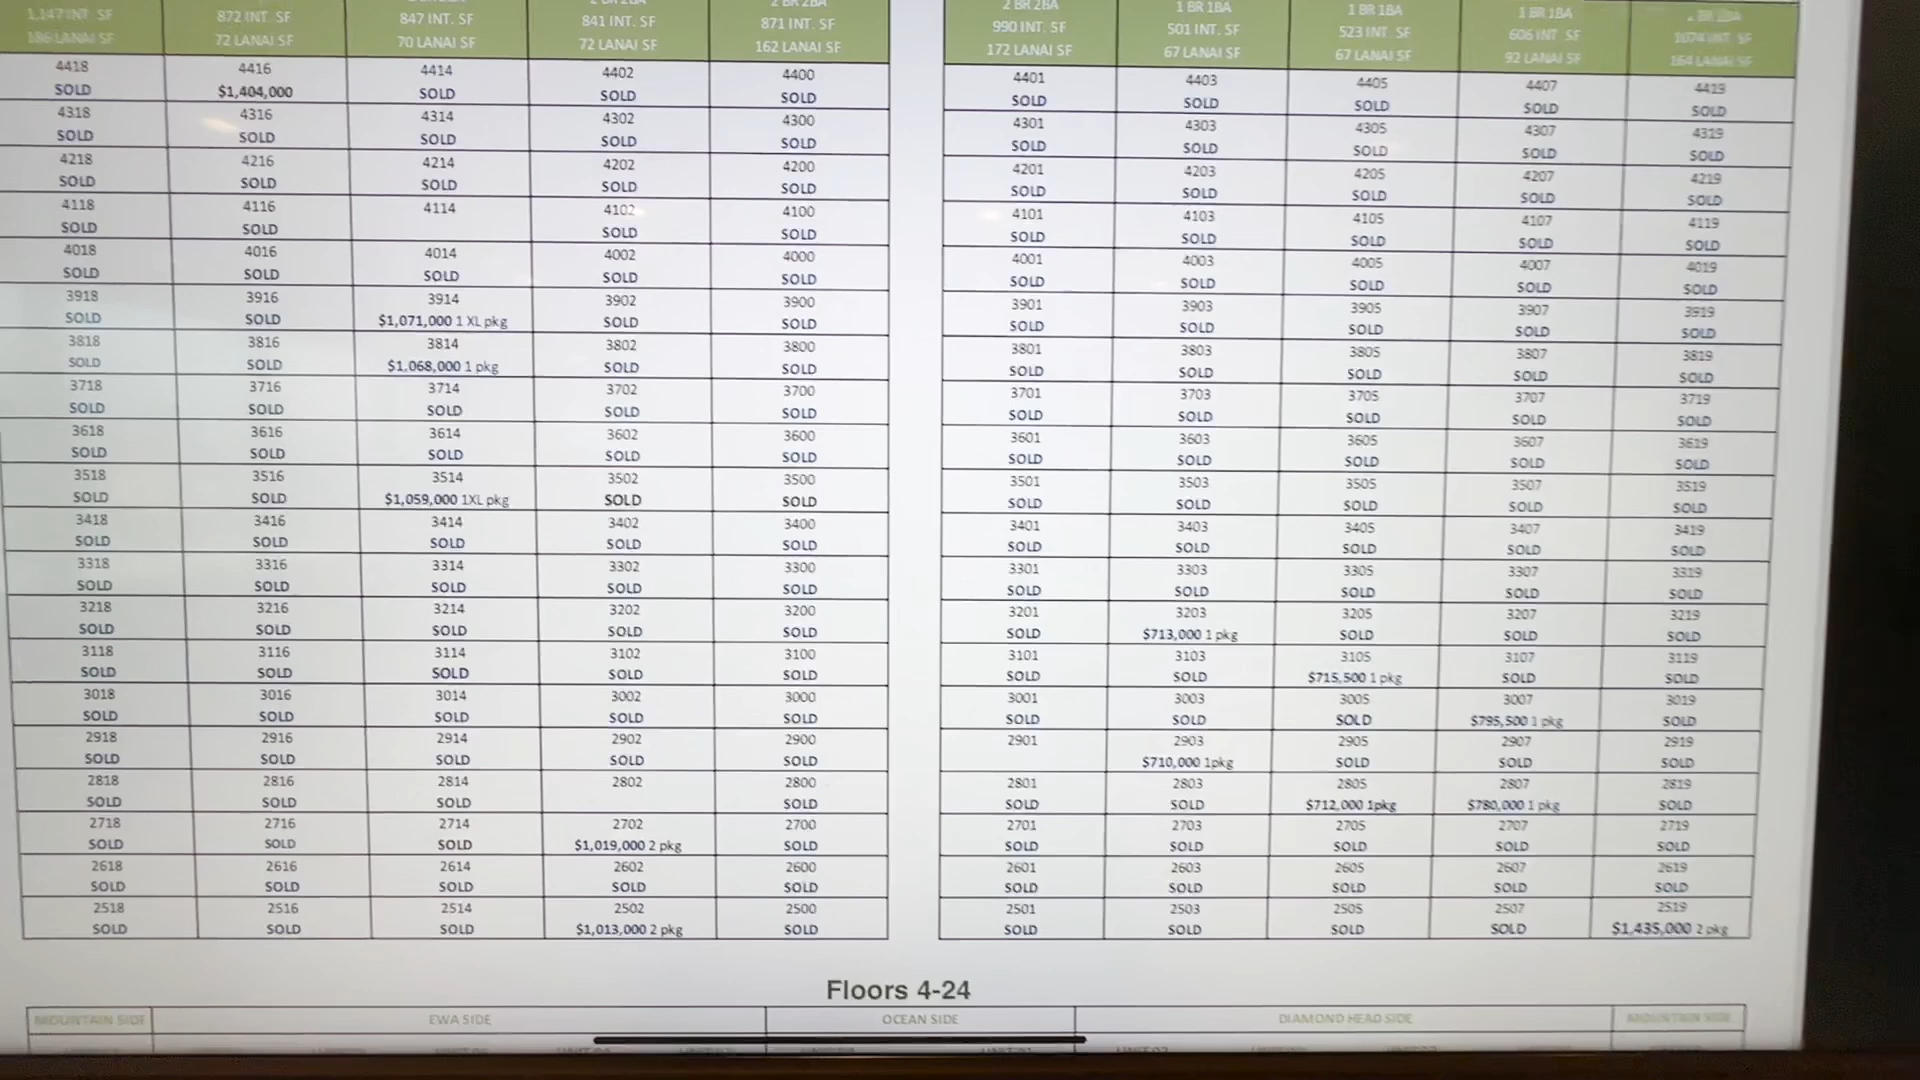 1,147 INT. SF 872 INT. SF 847 INT. SF 841 INT. SF 871 INT. SF 990 INT. SF 501 INT. SF 523 INT. SF 606 INT. SF 1074 INT. SF
186 LANAI SF 72 LANAI SF 70 LANAI SF 72 LANAI SF 162 LANAI SF 172 LANAI SF 67 LANAI SF 67 LANAI SF 92 LANAI SF 164 LANAI SF
4418 4416 4414 4402 4400 4401 4403 4405 4407 4419
SOLD $1,404,000 SOLD SOLD SOLD SOLD SOLD SOLD SOLD SOLD
4318 4316 4314 4302 4300 4301 4303 4305 4307 4319
SOLD SOLD SOLD SOLD SOLD SOLD SOLD SOLD SOLD SOLD
4218 4216 4214 4202 4200 4201 4203 4205 4207 4219
SOLD SOLD SOLD SOLD SOLD SOLD SOLD SOLD SOLD SOLD
4118 4116 4114 4102 4100 4101 4103 4105 4107 4119
SOLD SOLD SOLD SOLD SOLD SOLD SOLD SOLD SOLD
4018 4016 4014 4002 4000 4001 4003 4005 4007 4019
SOLD SOLD SOLD SOLD SOLD SOLD SOLD SOLD SOLD SOLD
3918 3916 3914 3902 3900 3901 3903 3905 3907 3919
SOLD SOLD $1,071,000 1 XL pkg SOLD SOLD SOLD SOLD SOLD SOLD SOLD
3818 3816 3814 3802 3800 3801 3803 3805 3807 3819
SOLD SOLD $1,068,000 1 pkg SOLD SOLD SOLD SOLD SOLD SOLD SOLD
3718 3716 3714 3702 3700 3701 3703 3705 3707 3719
SOLD SOLD SOLD SOLD SOLD SOLD SOLD SOLD SOLD SOLD
3618 3616 3614 3602 3600 3601 3603 3605 3607 3619
SOLD SOLD SOLD SOLD SOLD SOLD SOLD SOLD SOLD SOLD
3518 3516 3514 3502 3500 3501 3503 3505 3507 3519
SOLD SOLD $1,059,000 1XL pkg SOLD SOLD SOLD SOLD SOLD SOLD SOLD
3418 3416 3414 3402 3400 3401 3403 3405 3407 3419
SOLD SOLD SOLD SOLD SOLD SOLD SOLD SOLD SOLD SOLD
3318 3316 3314 3302 3300 3301 3303 3305 3307 3319
SOLD SOLD SOLD SOLD SOLD SOLD SOLD SOLD SOLD SOLD
3218 3216 3214 3202 3200 3201 3203 3205 3207 3219
SOLD SOLD SOLD SOLD SOLD SOLD $713,000 1 pkg SOLD SOLD SOLD
3118 3116 3114 3102 3100 3101 3103 3105 3107 3119
SOLD SOLD SOLD SOLD SOLD SOLD SOLD $715,500 1 pkg SOLD SOLD
3018 3016 3014 3002 3000 3001 3003 3005 3007 3019
SOLD SOLD SOLD SOLD SOLD SOLD SOLD SOLD $795,500 1 pkg SOLD
2918 2916 2914 2902 2900 2901 2903 2905 2907 2919
SOLD SOLD SOLD SOLD SOLD $710,000 1pkg SOLD SOLD SOLD
2818 2816 2814 2802 2800 2801 2803 2805 2807 2819
SOLD SOLD SOLD SOLD SOLD SOLD $712,000 1pkg $780,000 1 pkg SOLD
2718 2716 2714 2702 2700 2701 2703 2705 2707 2719
SOLD SOLD SOLD $1,019,000 2 pkg SOLD SOLD SOLD SOLD SOLD SOLD
2618 2616 2614 2602 2600 2601 2603 2605 2607 2619
SOLD SOLD SOLD SOLD SOLD SOLD SOLD SOLD SOLD SOLD
2518 2516 2514 2502 2500 2501 2503 2505 2507 2519
SOLD SOLD SOLD $1,013,000 2 pkg SOLD SOLD SOLD SOLD SOLD $1,435,000 2 pkg
Floors 4-24
MOUNTAIN SIDE EWA SIDE OCEAN SIDE DIAMOND HEAD SIDE MOUNTAIN SIDE